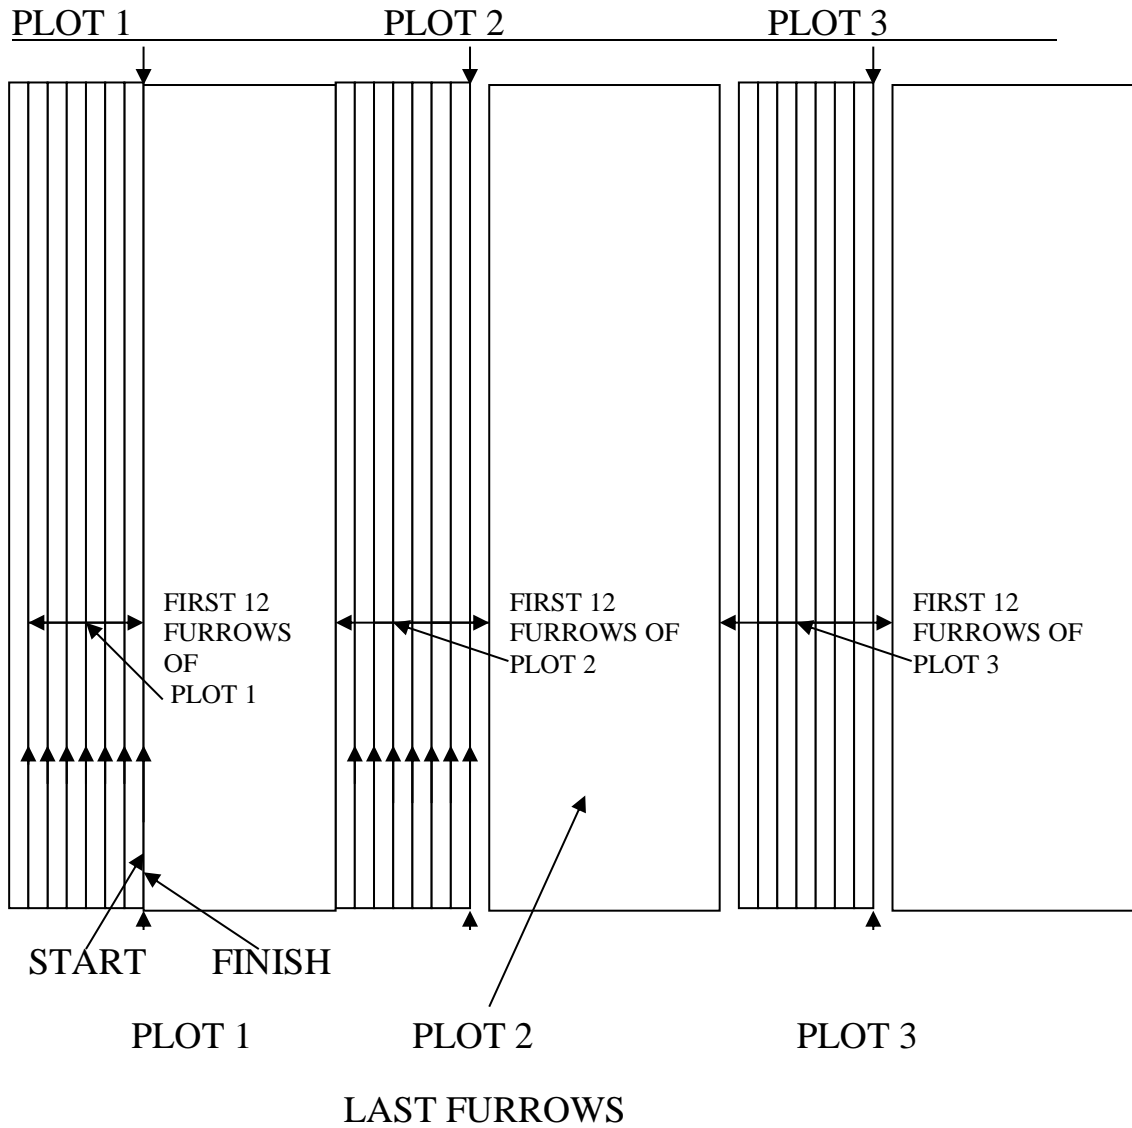 PLOT 1 PLOT 2 PLOT 3
FIRST 12
FURROWS
OF
PLOT 1
FIRST 12
FURROWS OF
PLOT 2
FIRST 12
FURROWS OF
PLOT 3
START FINISH
PLOT 1 PLOT 2 PLOT 3
LAST FURROWS